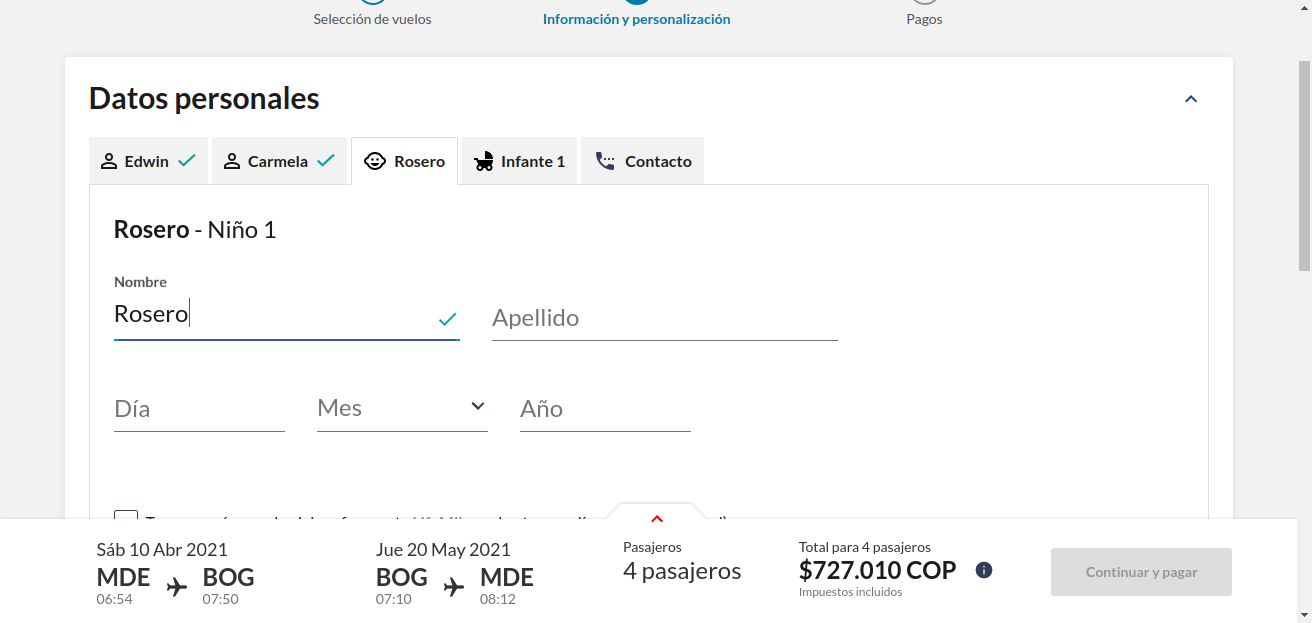 Selección de vuelos
Información y personalización
Pagos
Datos personales
Edwin
Carmela
Rosero
Infante 1
Contacto
Rosero - Niño 1
Nombre
Rosero
Apellido
Día
Mes
Año
Sáb 10 Abr 2021
MDE
BOG
06:54
07:50
Jue 20 May 2021
BOG
MDE
07:10
08:12
Pasajeros
4 pasajeros
Total para 4 pasajeros
$727.010 COP
Impuestos incluidos
Continuar y pagar